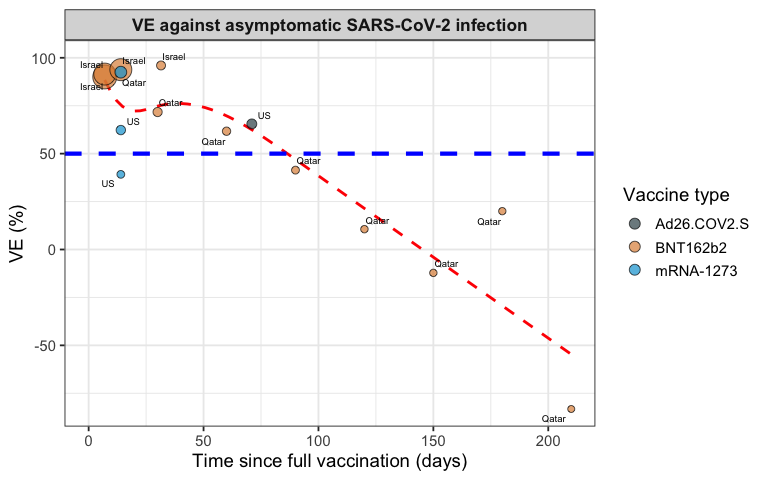 VE against asymptomatic SARS-CoV-2 infection
VE (%)
100
50
0
-50
Israel
Israel
Israel
Israel
Qatar
Qatar
US
US
US
Qatar
Qatar
Qatar
Qatar
Qatar
Qatar
0
50
100
150
200
Time since full vaccination (days)
Vaccine type
Ad26.COV2.S
BNT162b2
mRNA-1273